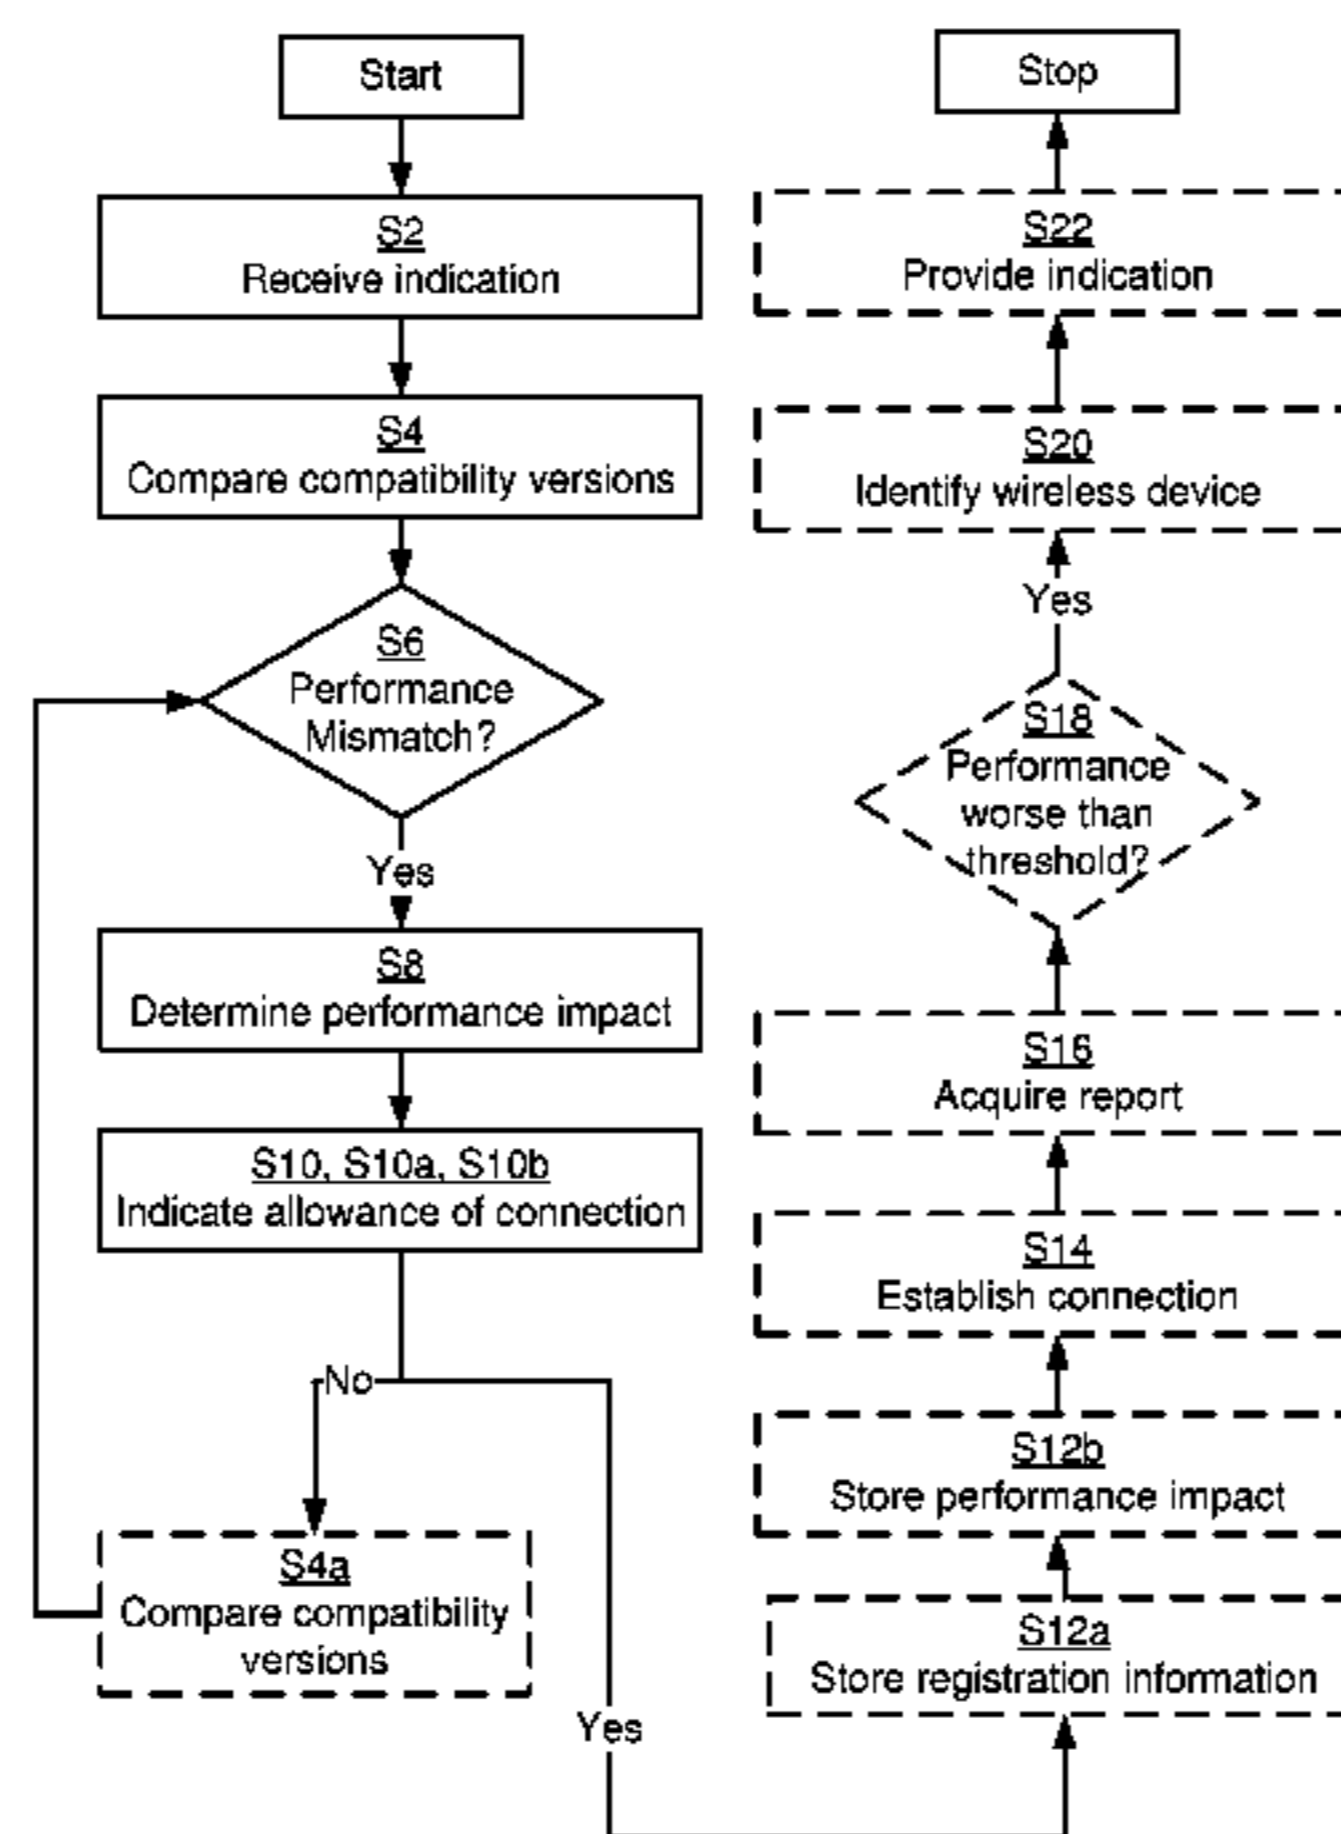 Start
S2
Receive indication
S4
Compare compatibility versions
S6
Performance
Mismatch?
Yes
S8
Determine performance impact
S10, S10a, S10b
Indicate allowance of connection
No
S4a
Compare compatibility
versions
Yes
Stop
S22
Provide indication
S20
Identify wireless device
Yes
S18
Performance
worse than
threshold?
S16
Acquire report
S14
Establish connection
S12b
Store performance impact
S12a
Store registration information